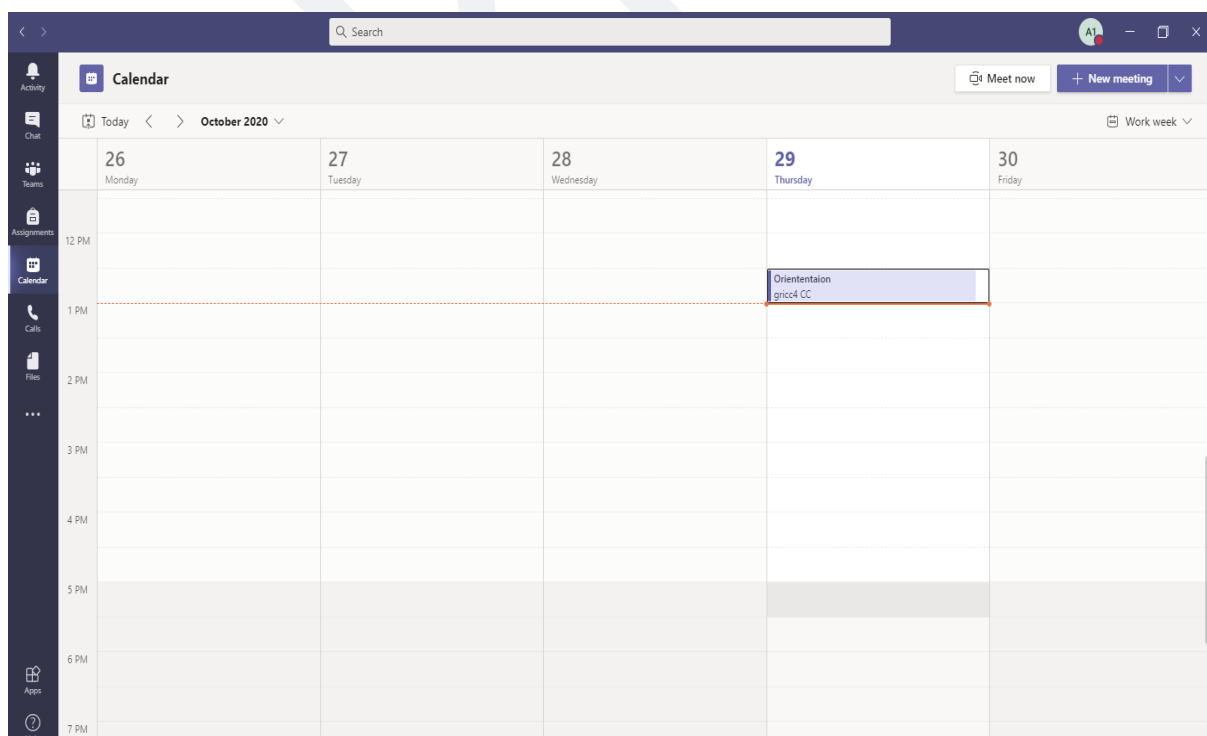 Search
A1
Activity
Chat
Teams
Assignments
Calendar
Calls
Files
Apps
Calendar
Meet now
+ New meeting
Today
October 2020
Work week
26
Monday
27
Tuesday
28
Wednesday
29
Thursday
30
Friday
12 PM
1 PM
2 PM
3 PM
4 PM
5 PM
6 PM
7 PM
Oriententaion
gricc4 CC